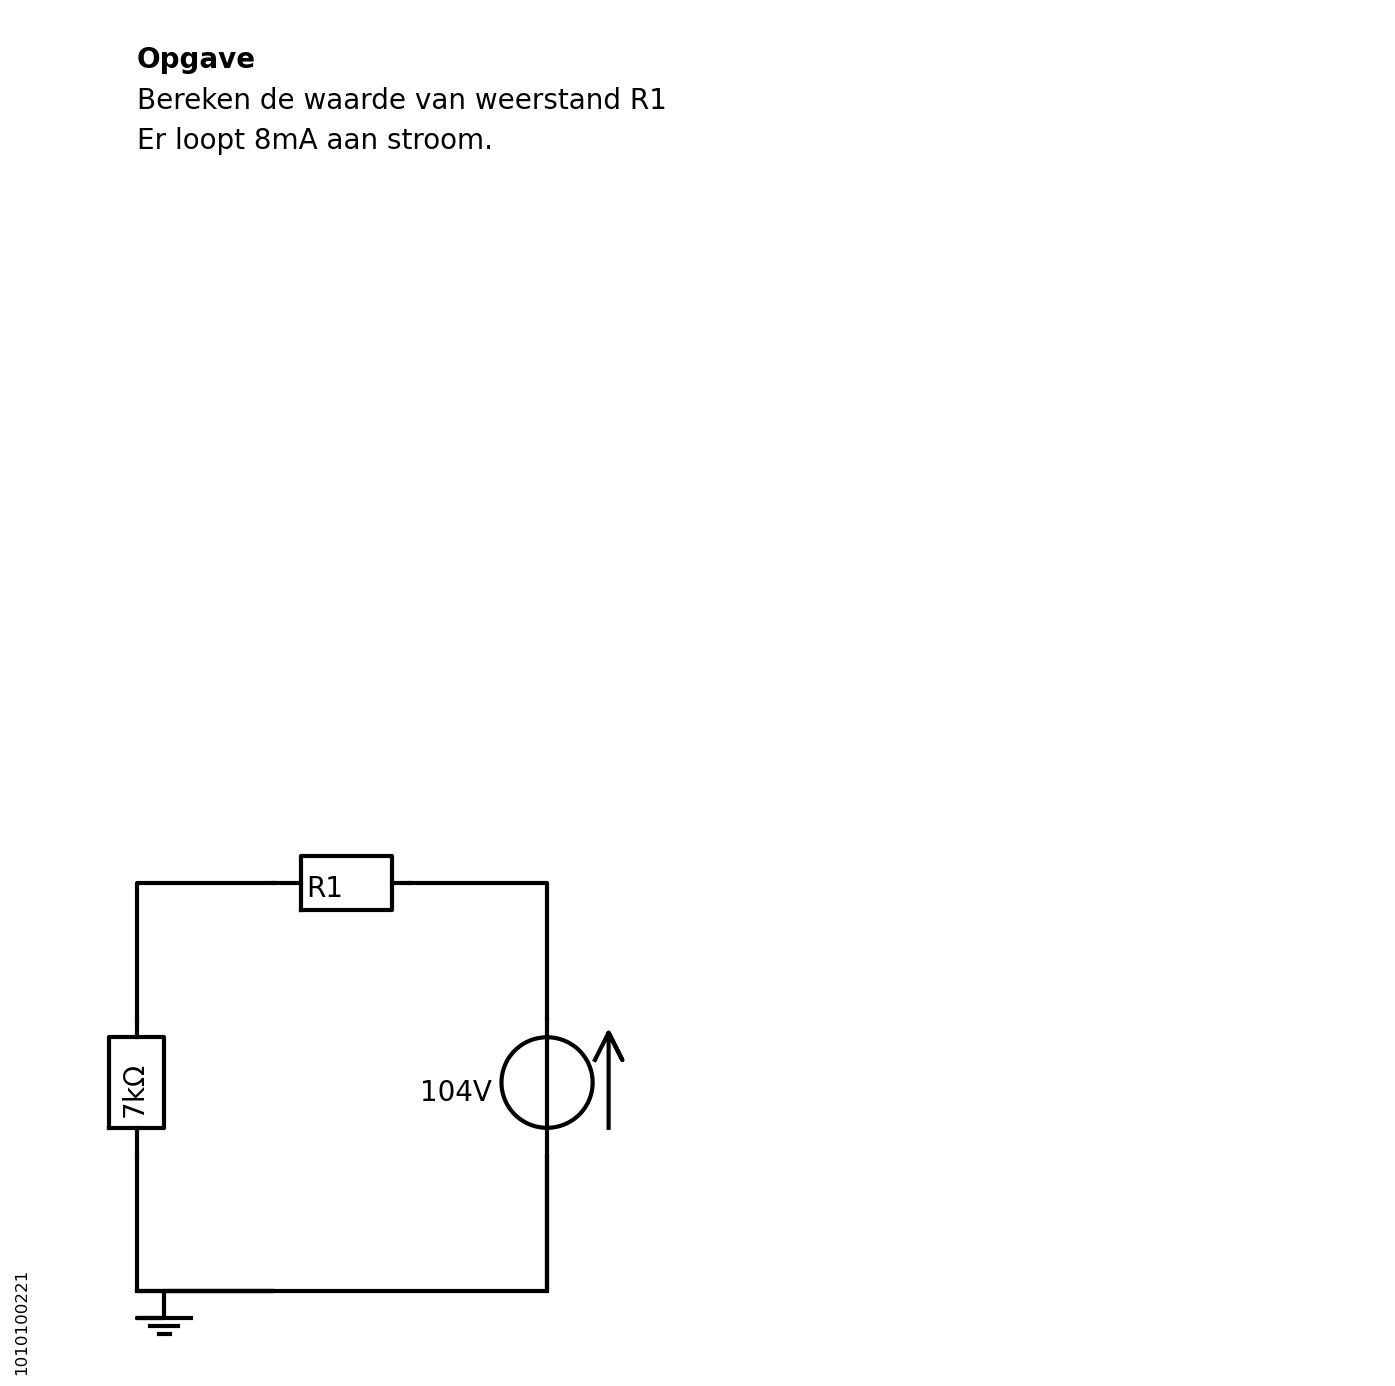 Opgave
Bereken de waarde van weerstand R1
Er loopt 8mA aan stroom.
R1
7kΩ
104V
1010100221